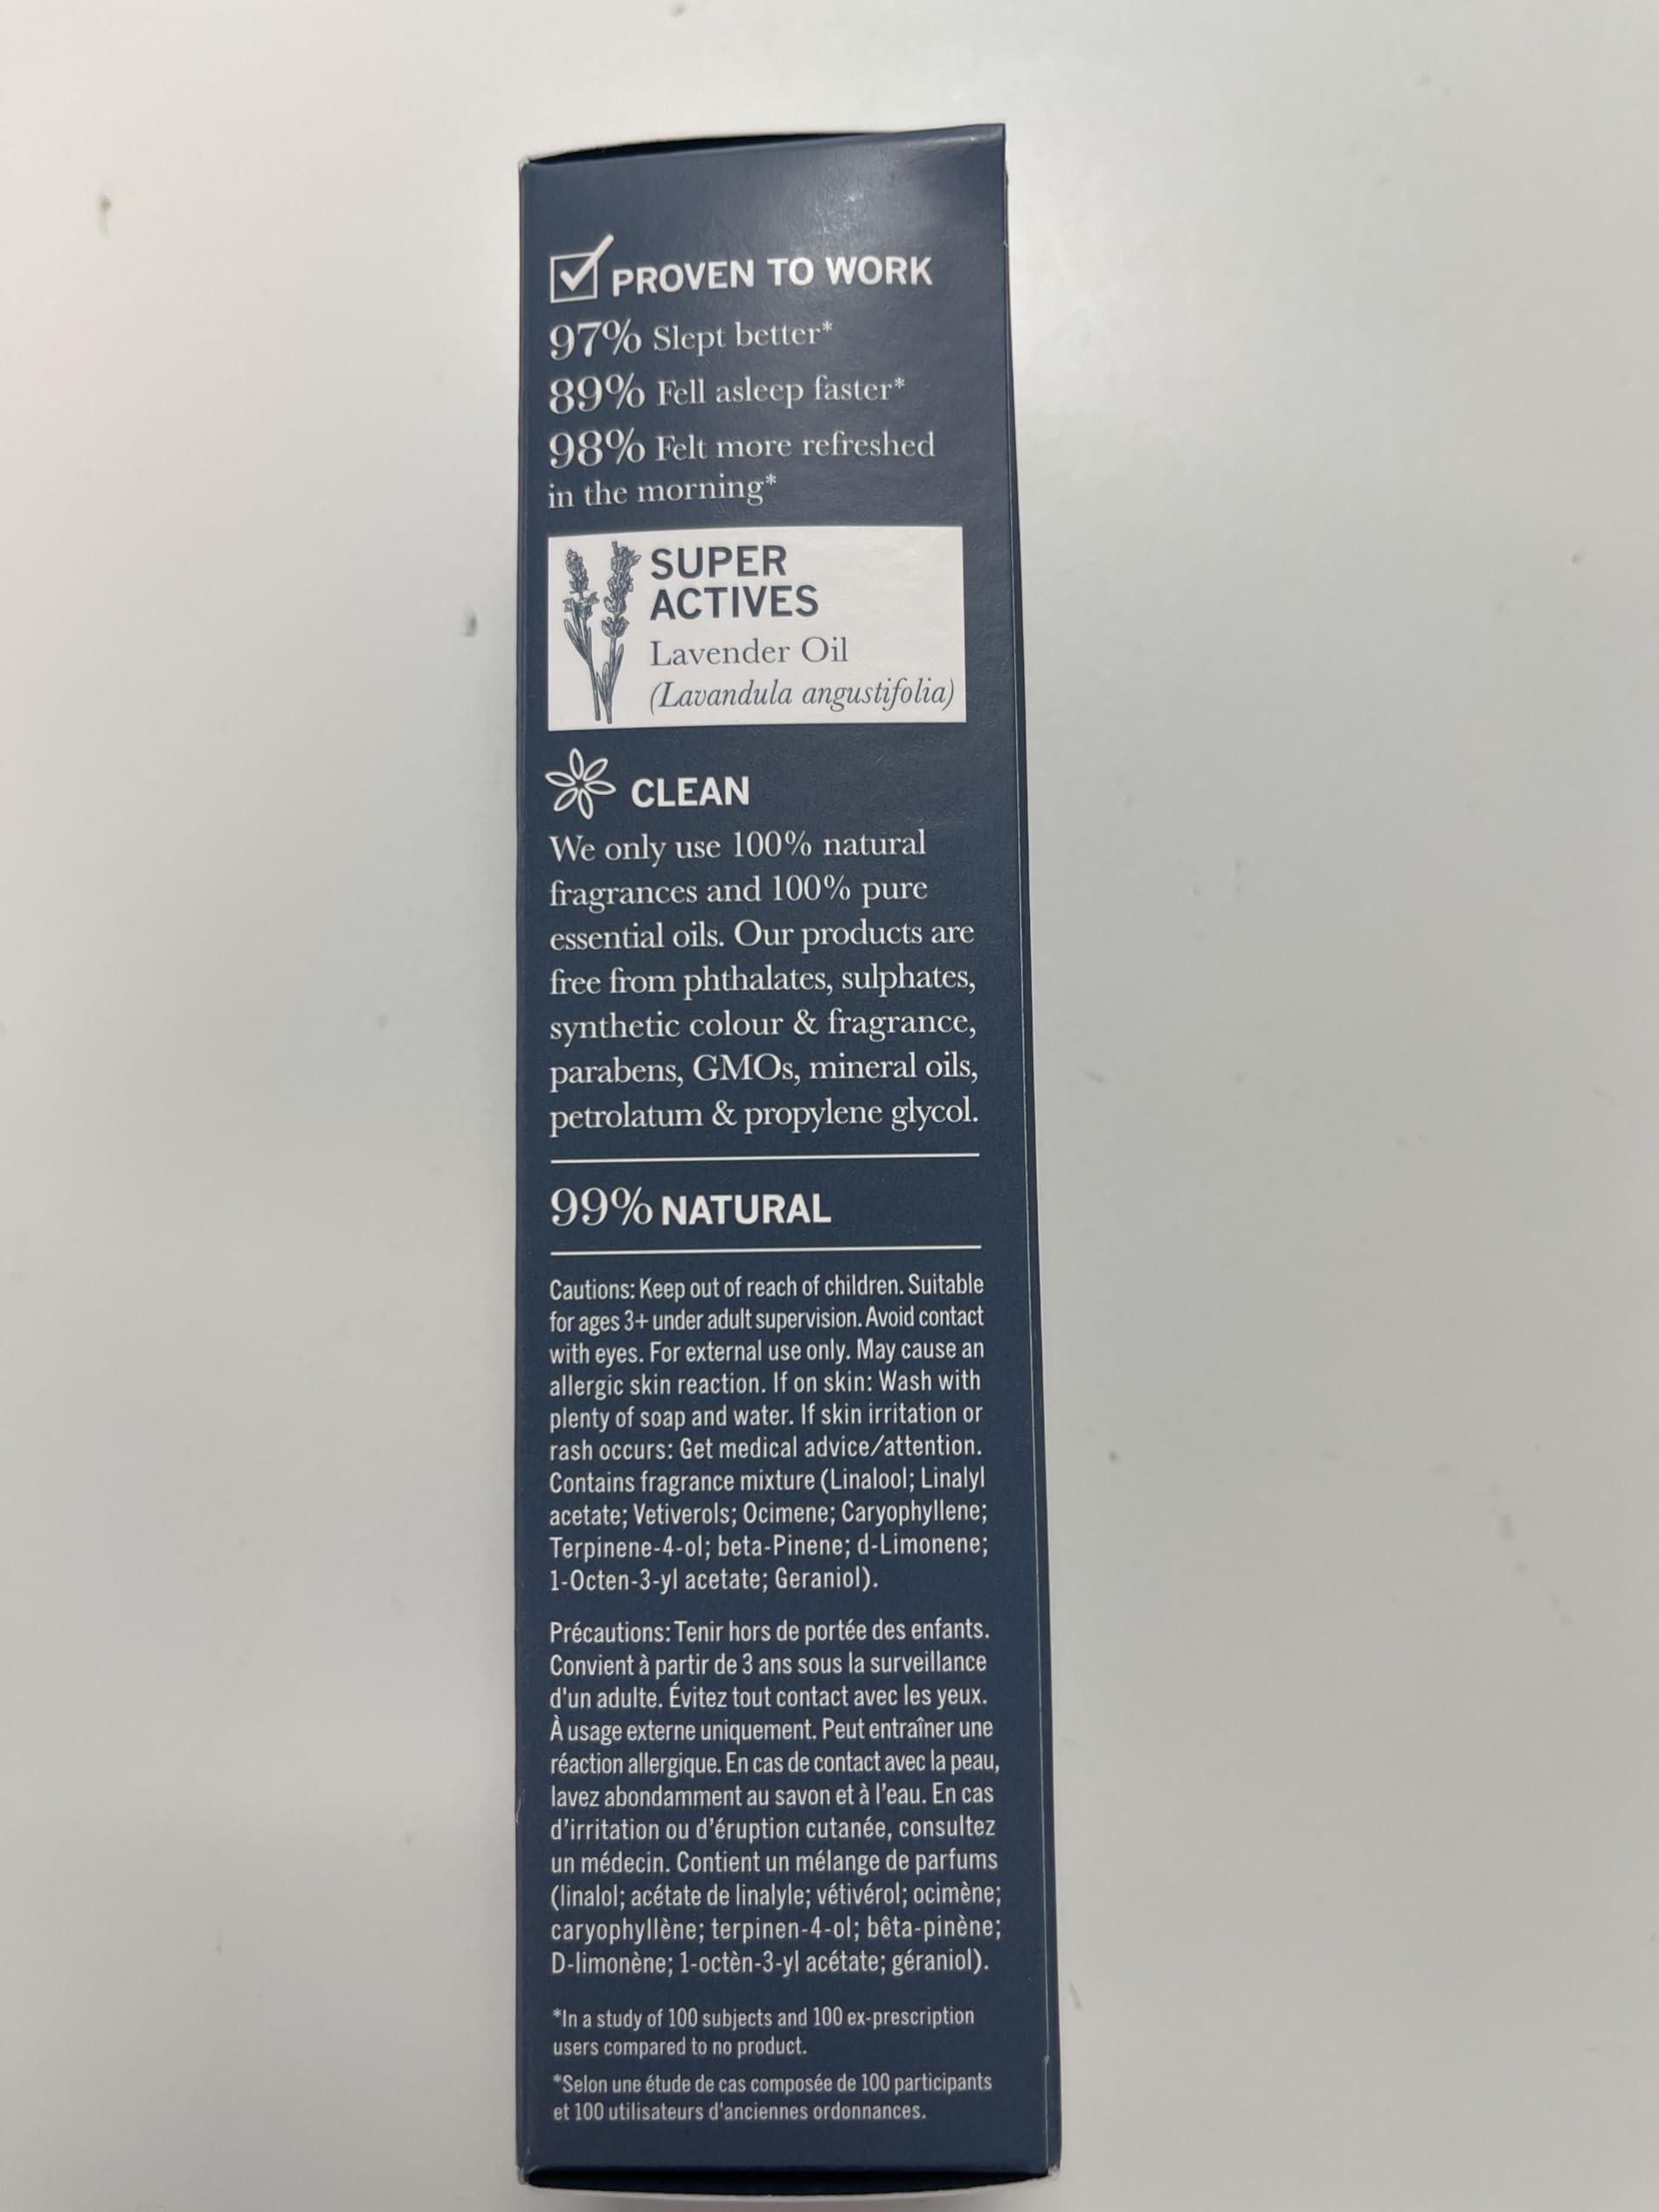 PROVEN TO WORK
97% Slept better*
89% Fell asleep faster*
98% Felt more refreshed
in the morning*
SUPER
ACTIVES
Lavender Oil
(Lavandula angustifolia)
CLEAN
We only use 100% natural
fragrances and 100% pure
essential oils. Our products are
free from phthalates, sulphates,
synthetic colour & fragrance,
parabens, GMOs, mineral oils,
petrolatum & propylene glycol.
99% NATURAL
Cautions: Keep out of reach of children. Suitable
for ages 3+ under adult supervision. Avoid contact
with eyes. For external use only. May cause an
allergic skin reaction. If on skin: Wash with
plenty of soap and water. If skin irritation or
rash occurs: Get medical advice/attention.
Contains fragrance mixture (Linalool; Linalyl
acetate; Vetiverols; Ocimene; Caryophyllene;
Terpinene-4-ol; beta-Pinene; d-Limonene;
1-Octen-3-yl acetate; Geraniol).
Précautions: Tenir hors de portée des enfants.
Convient à partir de 3 ans sous la surveillance
d'un adulte. Évitez tout contact avec les yeux.
À usage externe uniquement. Peut entraîner une
réaction allergique. En cas de contact avec la peau,
lavez abondamment au savon et à l'eau. En cas
d'irritation ou d'éruption cutanée, consultez
un médecin. Contient un mélange de parfums
(linalol; acétate de linalyle; vétivérol; ocimène;
caryophyllène; terpinen-4-ol; bêta-pinène;
D-limonène; 1-octèn-3-yl acétate; géraniol).
*In a study of 100 subjects and 100 ex-prescription
users compared to no product.
*Selon une étude de cas composée de 100 participants
et 100 utilisateurs d'anciennes ordonnances.